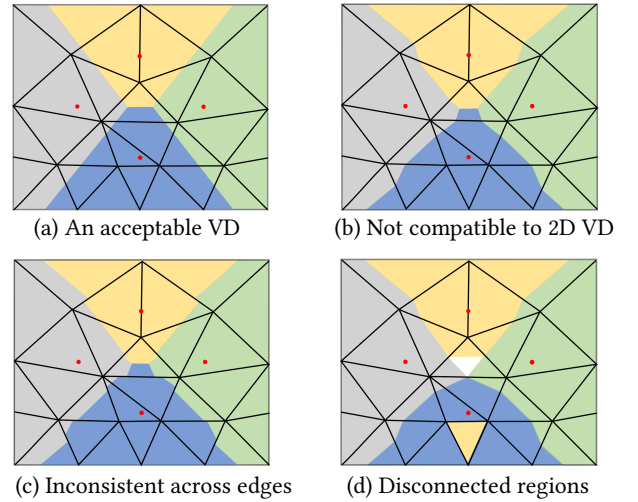 (a) An acceptable VD
(b) Not compatible to 2D VD
(c) Inconsistent across edges
(d) Disconnected regions